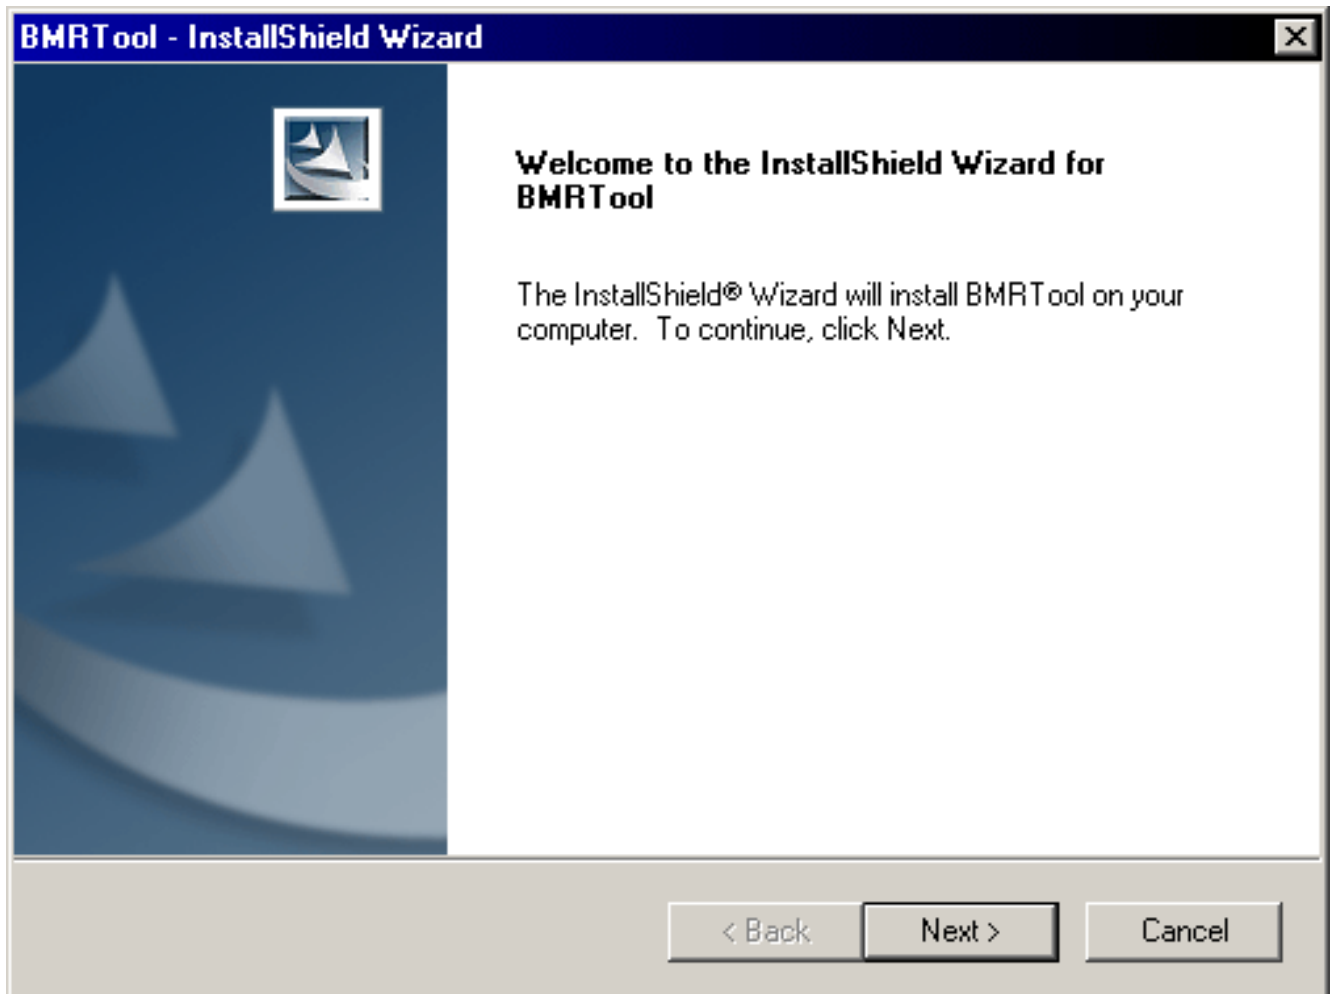 BMRTool - InstallShield Wizard
Welcome to the InstallShield Wizard for
BMRTool
The InstallShield® Wizard will install BMRTool on your
computer.  To continue, click Next.
< Back
Next >
Cancel